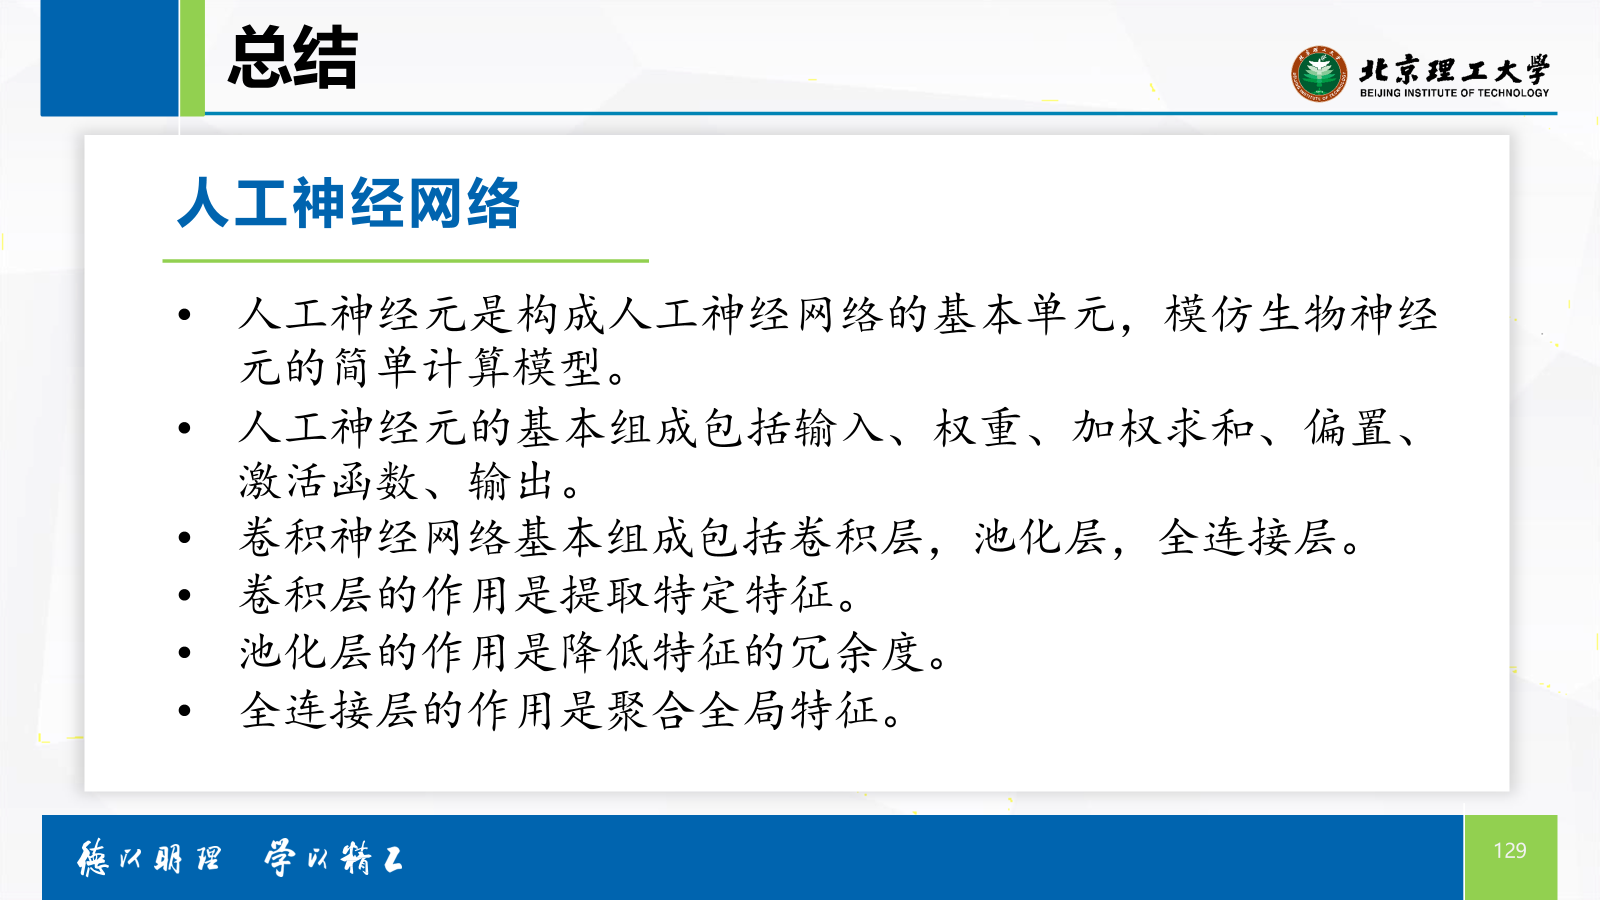 总结
北京理工大学
BEIJING INSTITUTE OF TECHNOLOGY
人工神经网络
• 人工神经元是构成人工神经网络的基本单元，模仿生物神经
元的简单计算模型。
• 人工神经元的基本组成包括输入、权重、加权求和、偏置、
激活函数、输出。
• 卷积神经网络基本组成包括卷积层，池化层，全连接层。
• 卷积层的作用是提取特定特征。
• 池化层的作用是降低特征的冗余度。
• 全连接层的作用是聚合全局特征。
德以明理 学以精工
129